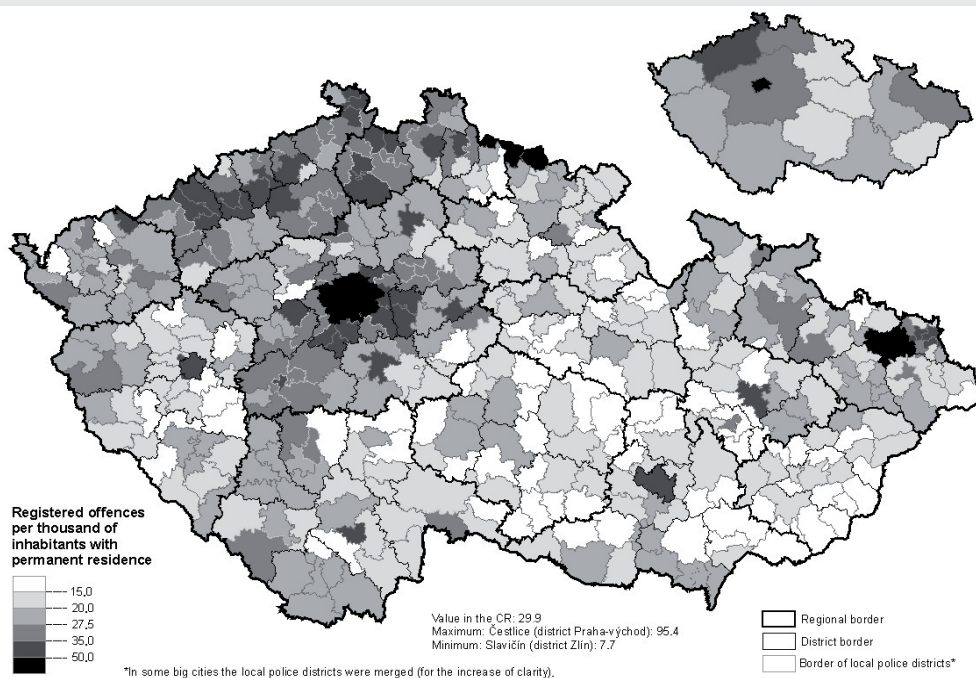 Registered offences
per thousand of
inhabitants with
permanent residence
15,0
20,0
27,5
35,0
50,0
Value in the CR: 29.9
Maximum: Čestlice (district Praha-východ): 95.4
Minimum: Slavičín (district Zlín): 7.7
Regional border
District border
Border of local police districts*
*In some big cities the local police districts were merged (for the increase of clarity).